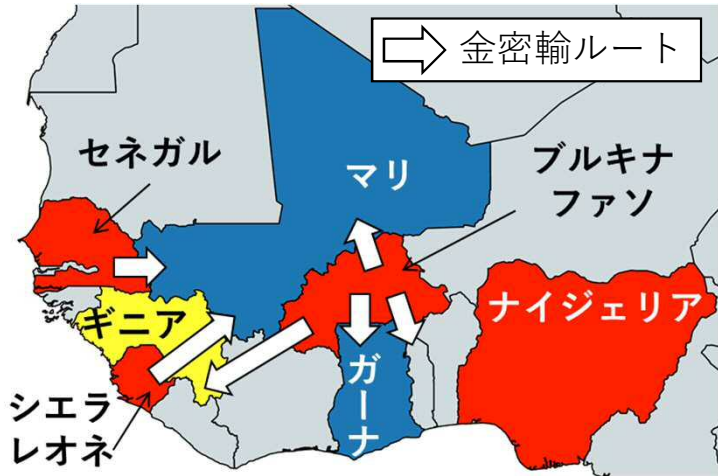 金密輸ルート
セネガル
マリ
ブルキナ
ファソ
ギニア
ナイジェリア
ガーナ
シエラ
レオネ